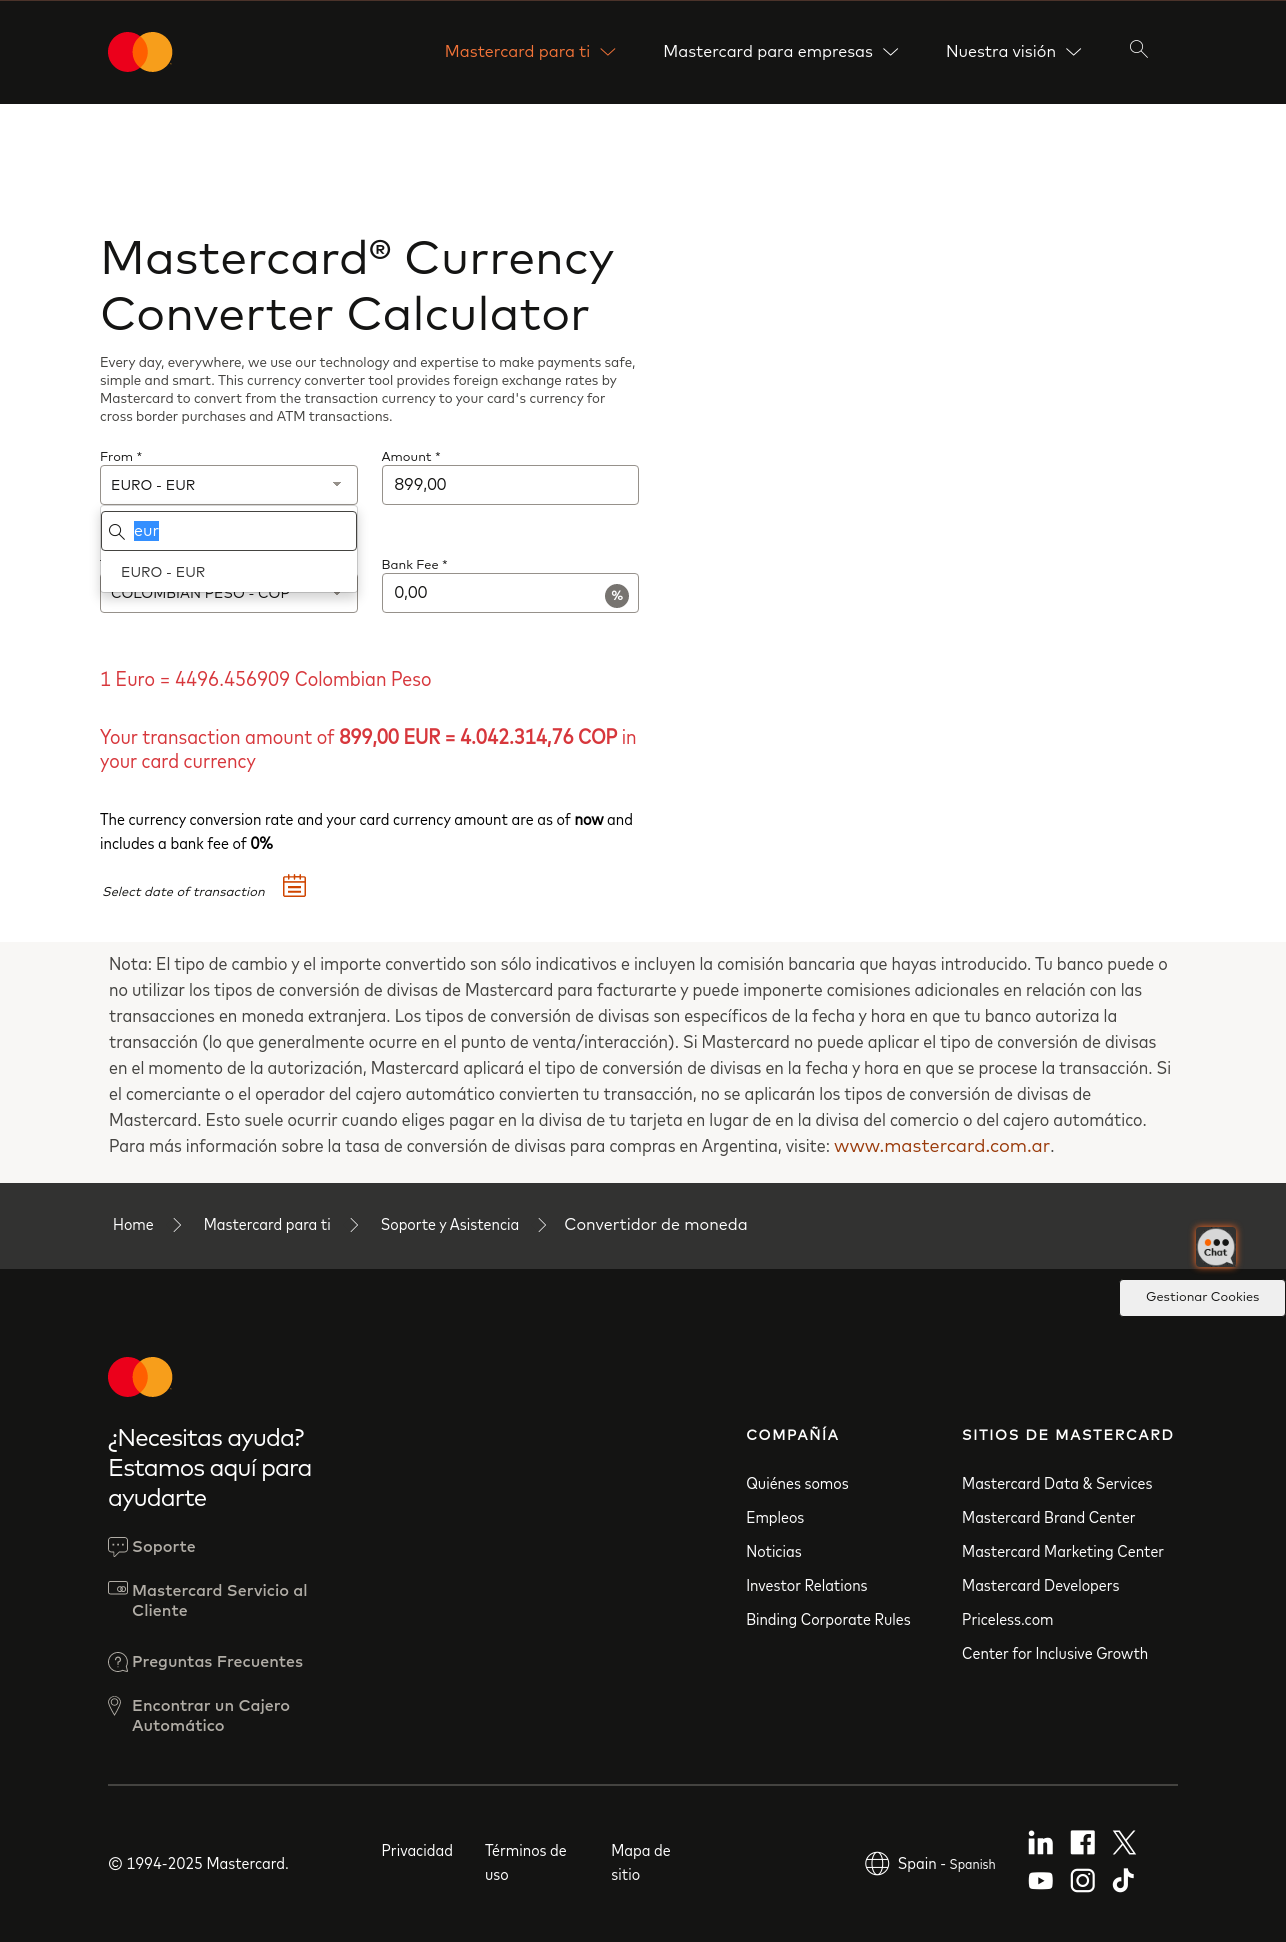 Mastercard para ti
Mastercard para empresas
Nuestra visión
Mastercard® Currency
Converter Calculator
Every day, everywhere, we use our technology and expertise to make payments safe,
simple and smart. This currency converter tool provides foreign exchange rates by
Mastercard to convert from the transaction currency to your card's currency for
cross border purchases and ATM transactions.
From *
EURO - EUR
Amount *
899,00
eur
EURO - EUR
COLOMBIAN PESO - COP
Bank Fee *
0,00
%
1 Euro = 4496.456909 Colombian Peso
Your transaction amount of 899,00 EUR = 4.042.314,76 COP in
your card currency
The currency conversion rate and your card currency amount are as of now and
includes a bank fee of 0%
Select date of transaction
Nota: El tipo de cambio y el importe convertido son sólo indicativos e incluyen la comisión bancaria que hayas introducido. Tu banco puede o
no utilizar los tipos de conversión de divisas de Mastercard para facturarte y puede imponerte comisiones adicionales en relación con las
transacciones en moneda extranjera. Los tipos de conversión de divisas son específicos de la fecha y hora en que tu banco autoriza la
transacción (lo que generalmente ocurre en el punto de venta/interacción). Si Mastercard no puede aplicar el tipo de conversión de divisas
en el momento de la autorización, Mastercard aplicará el tipo de conversión de divisas en la fecha y hora en que se procese la transacción. Si
el comerciante o el operador del cajero automático convierten tu transacción, no se aplicarán los tipos de conversión de divisas de
Mastercard. Esto suele ocurrir cuando eliges pagar en la divisa de tu tarjeta en lugar de en la divisa del comercio o del cajero automático.
Para más información sobre la tasa de conversión de divisas para compras en Argentina, visite: www.mastercard.com.ar.
Home
Mastercard para ti
Soporte y Asistencia
Convertidor de moneda
Chat
Gestionar Cookies
¿Necesitas ayuda?
Estamos aquí para
ayudarte
Soporte
Mastercard Servicio al
Cliente
Preguntas Frecuentes
Encontrar un Cajero
Automático
COMPAÑÍA
Quiénes somos
Empleos
Noticias
Investor Relations
Binding Corporate Rules
SITIOS DE MASTERCARD
Mastercard Data & Services
Mastercard Brand Center
Mastercard Marketing Center
Mastercard Developers
Priceless.com
Center for Inclusive Growth
© 1994-2025 Mastercard.
Privacidad
Términos de
uso
Mapa de
sitio
Spain - Spanish